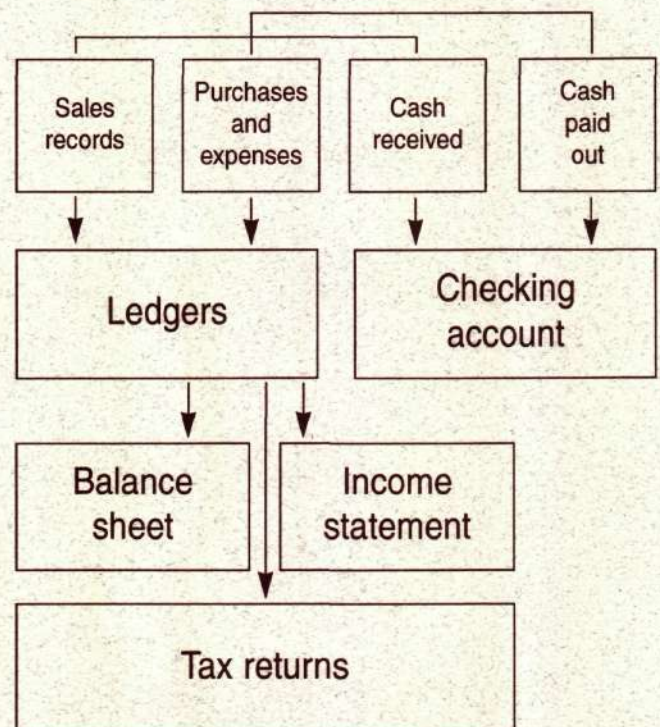 Sales
records
Purchases
and
expenses
Cash
received
Cash
paid
out
Ledgers
Checking
account
Balance
sheet
Income
statement
Tax returns